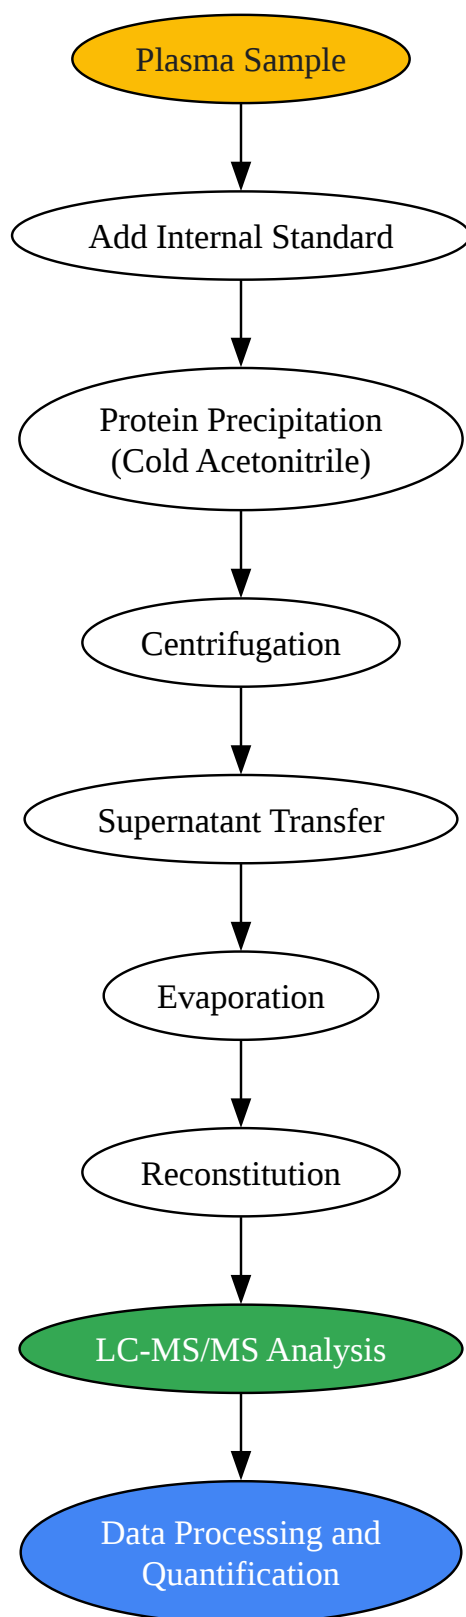 Plasma Sample
Add Internal Standard
Protein Precipitation
(Cold Acetonitrile)
Centrifugation
Supernatant Transfer
Evaporation
Reconstitution
LC-MS/MS Analysis
Data Processing and
Quantification